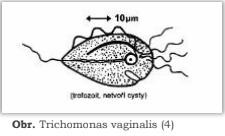 10μm
(trofozoit, netvoří cysty)
Obr. Trichomonas vaginalis (4)